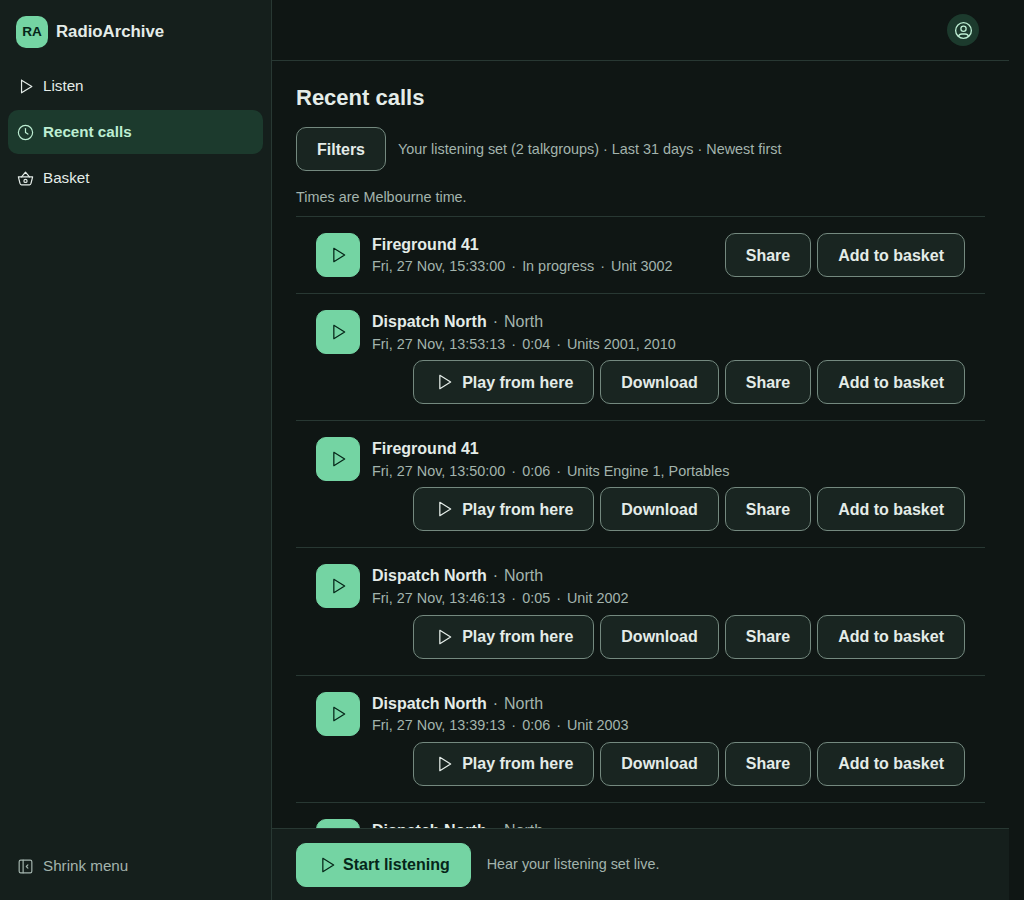 RA RadioArchive
Listen
Recent calls
Basket
Shrink menu
Recent calls
Filters Your listening set (2 talkgroups) · Last 31 days · Newest first
Times are Melbourne time.
Fireground 41
Fri, 27 Nov, 15:33:00 · In progress · Unit 3002
Share Add to basket
Dispatch North · North
Fri, 27 Nov, 13:53:13 · 0:04 · Units 2001, 2010
Play from here Download Share Add to basket
Fireground 41
Fri, 27 Nov, 13:50:00 · 0:06 · Units Engine 1, Portables
Play from here Download Share Add to basket
Dispatch North · North
Fri, 27 Nov, 13:46:13 · 0:05 · Unit 2002
Play from here Download Share Add to basket
Dispatch North · North
Fri, 27 Nov, 13:39:13 · 0:06 · Unit 2003
Play from here Download Share Add to basket
Dispatch North · North
Start listening Hear your listening set live.